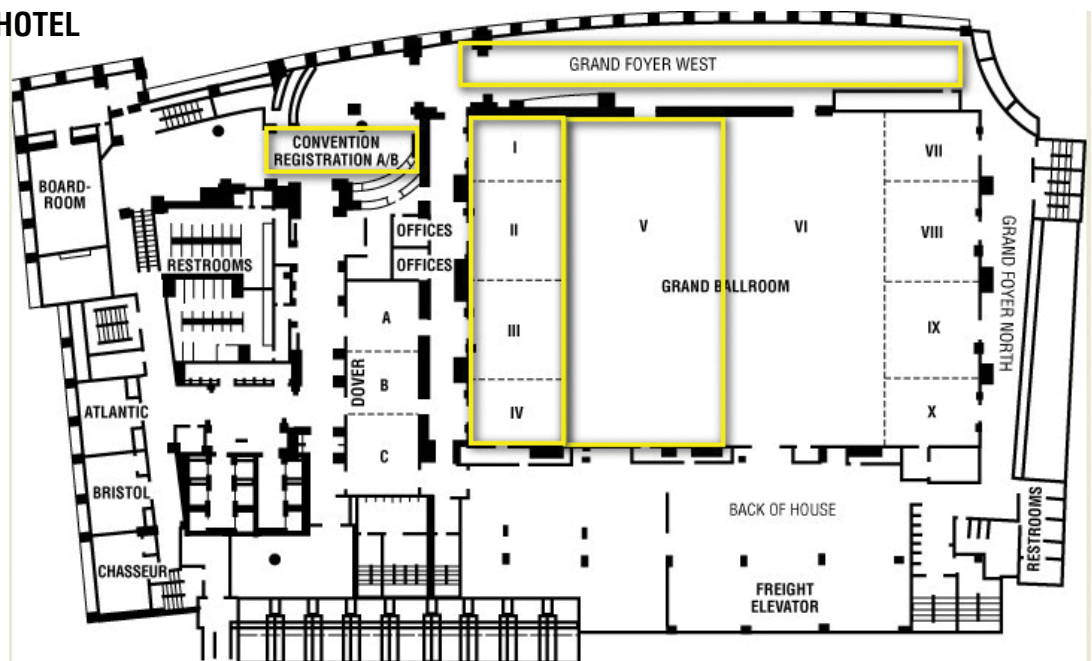 HOTEL
GRAND FOYER WEST
CONVENTION
REGISTRATION A/B
I
VII
BOARD-
ROOM
II
V
VI
VIII
OFFICES
OFFICES
RESTROOMS
GRAND BALLROOM
GRAND FOYER NORTH
A
III
IX
DOVER
B
ATLANTIC
IV
X
C
BRISTOL
BACK OF HOUSE
RESTROOMS
CHASSEUR
FREIGHT
ELEVATOR